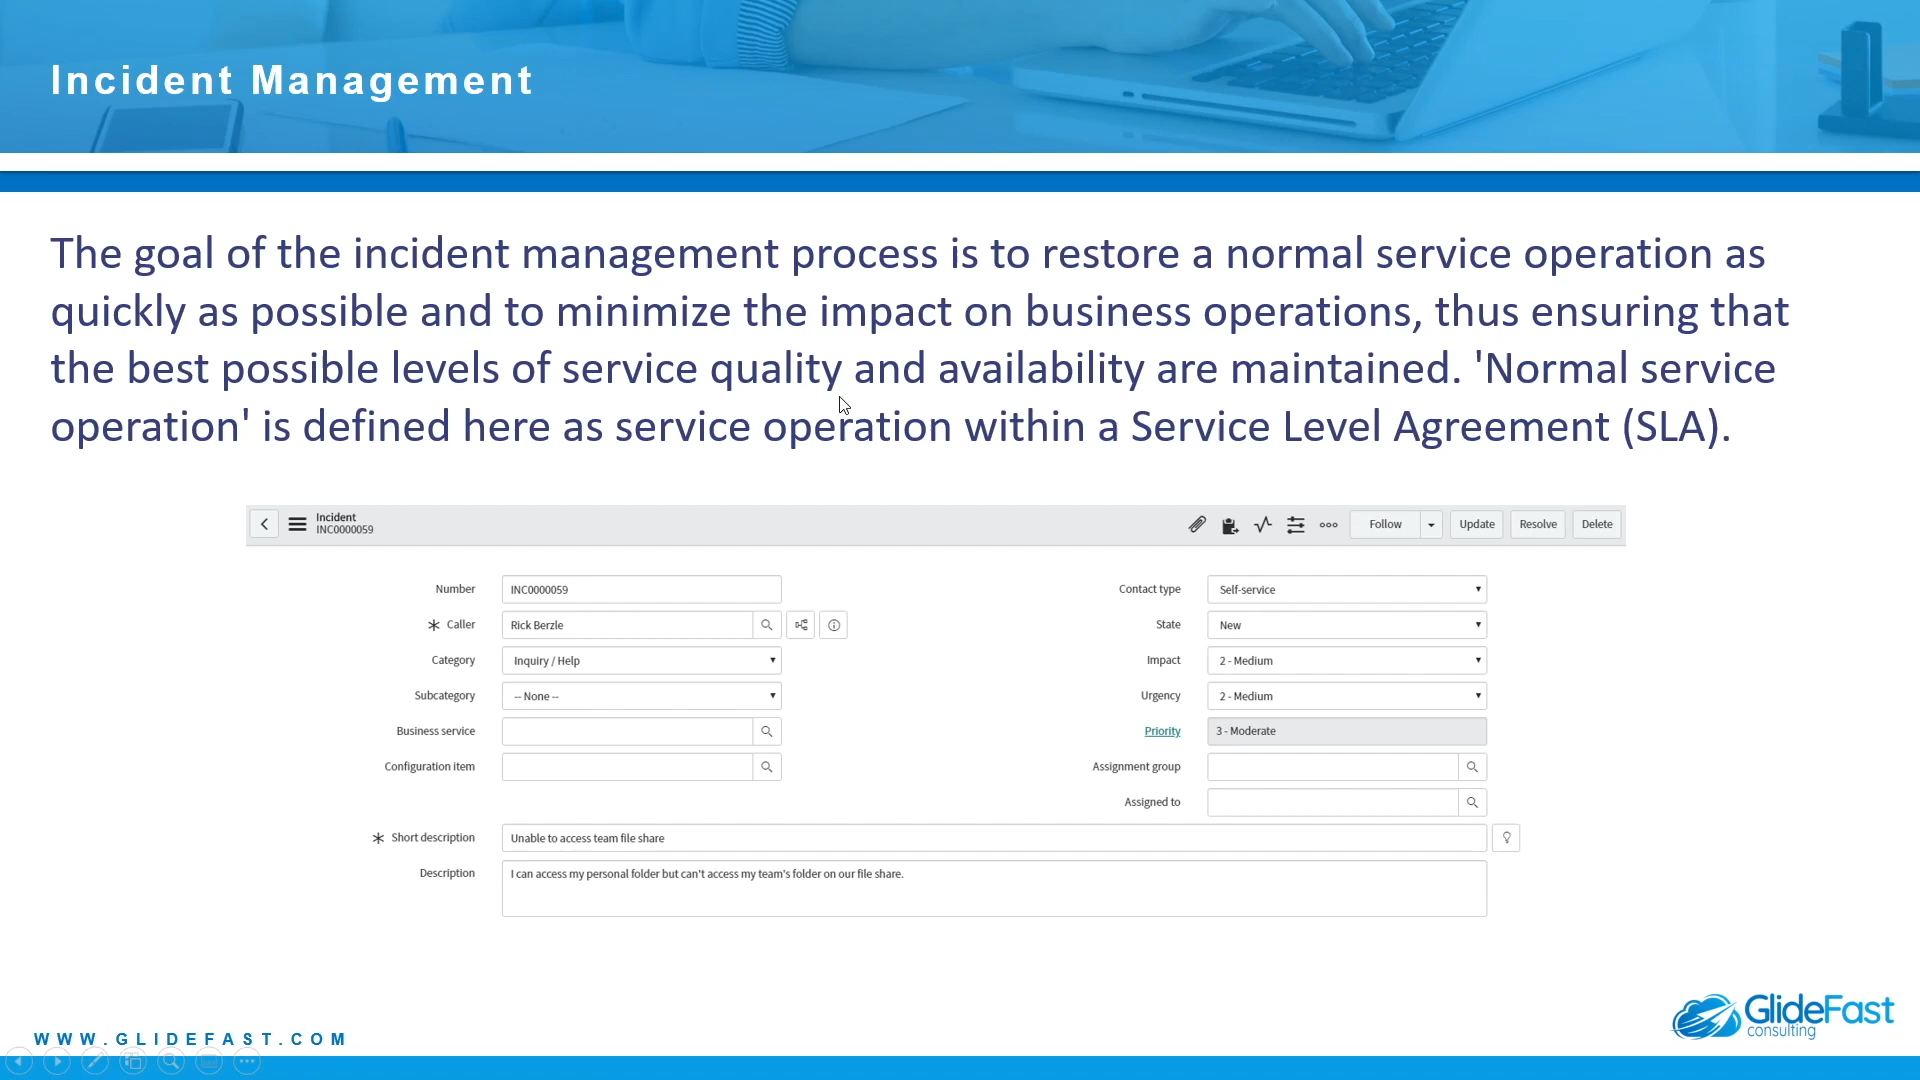 Incident Management
The goal of the incident management process is to restore a normal service operation as
quickly as possible and to minimize the impact on business operations, thus ensuring that
the best possible levels of service quality and availability are maintained. 'Normal service
operation' is defined here as service operation within a Service Level Agreement (SLA).
Incident
INC0000059
Follow Update Resolve Delete
Number INC0000059 Contact type Self-service
Caller Rick Berzle State New
Category Inquiry / Help Impact 2 - Medium
Subcategory -- None -- Urgency 2 - Medium
Business service Priority 3 - Moderate
Configuration item Assignment group
Assigned to
Short description Unable to access team file share
Description I can access my personal folder but can't access my team's folder on our file share.
GlideFast
consulting
WWW.GLIDEFAST.COM